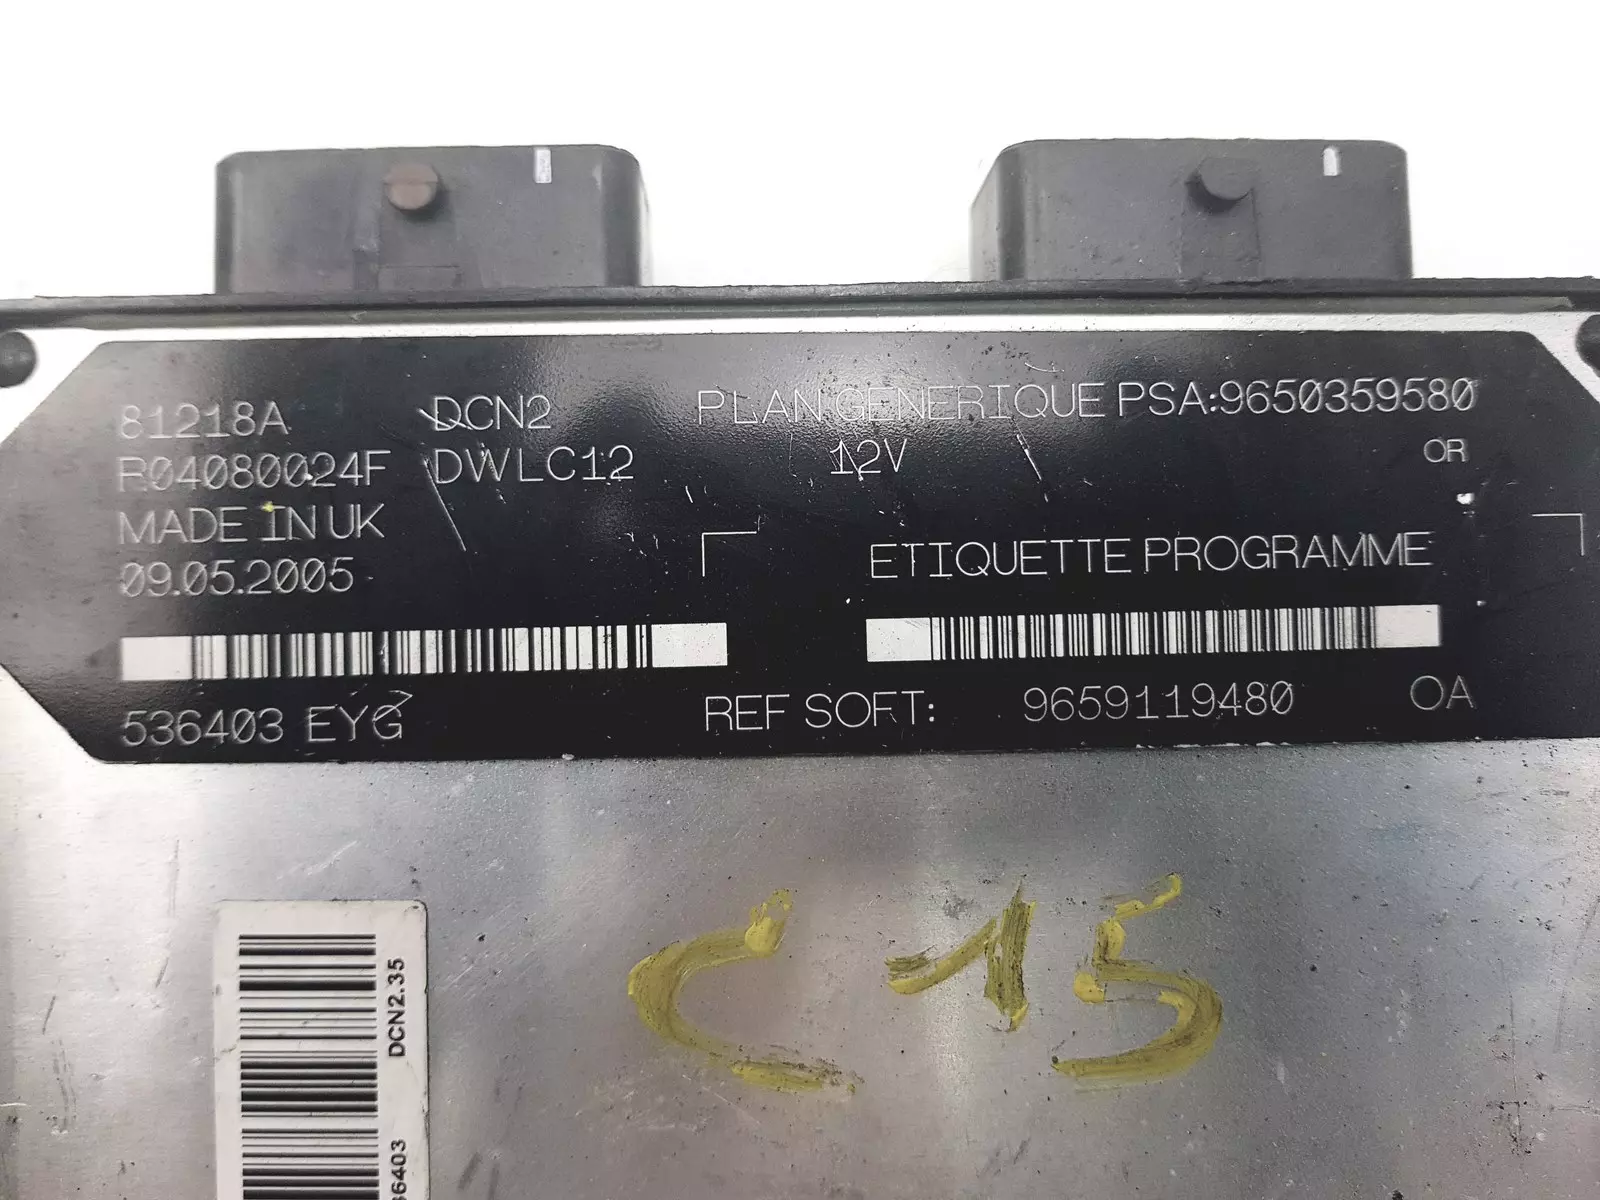 81218A DCN2 PLAN GENERIQUE PSA:9650359580
R04080024F DWLC12 12V OR
MADE IN UK
09.05.2005
ETIQUETTE PROGRAMME
536403 EYG REF SOFT: 9659119480 OA
C15
DCN2.35
36403